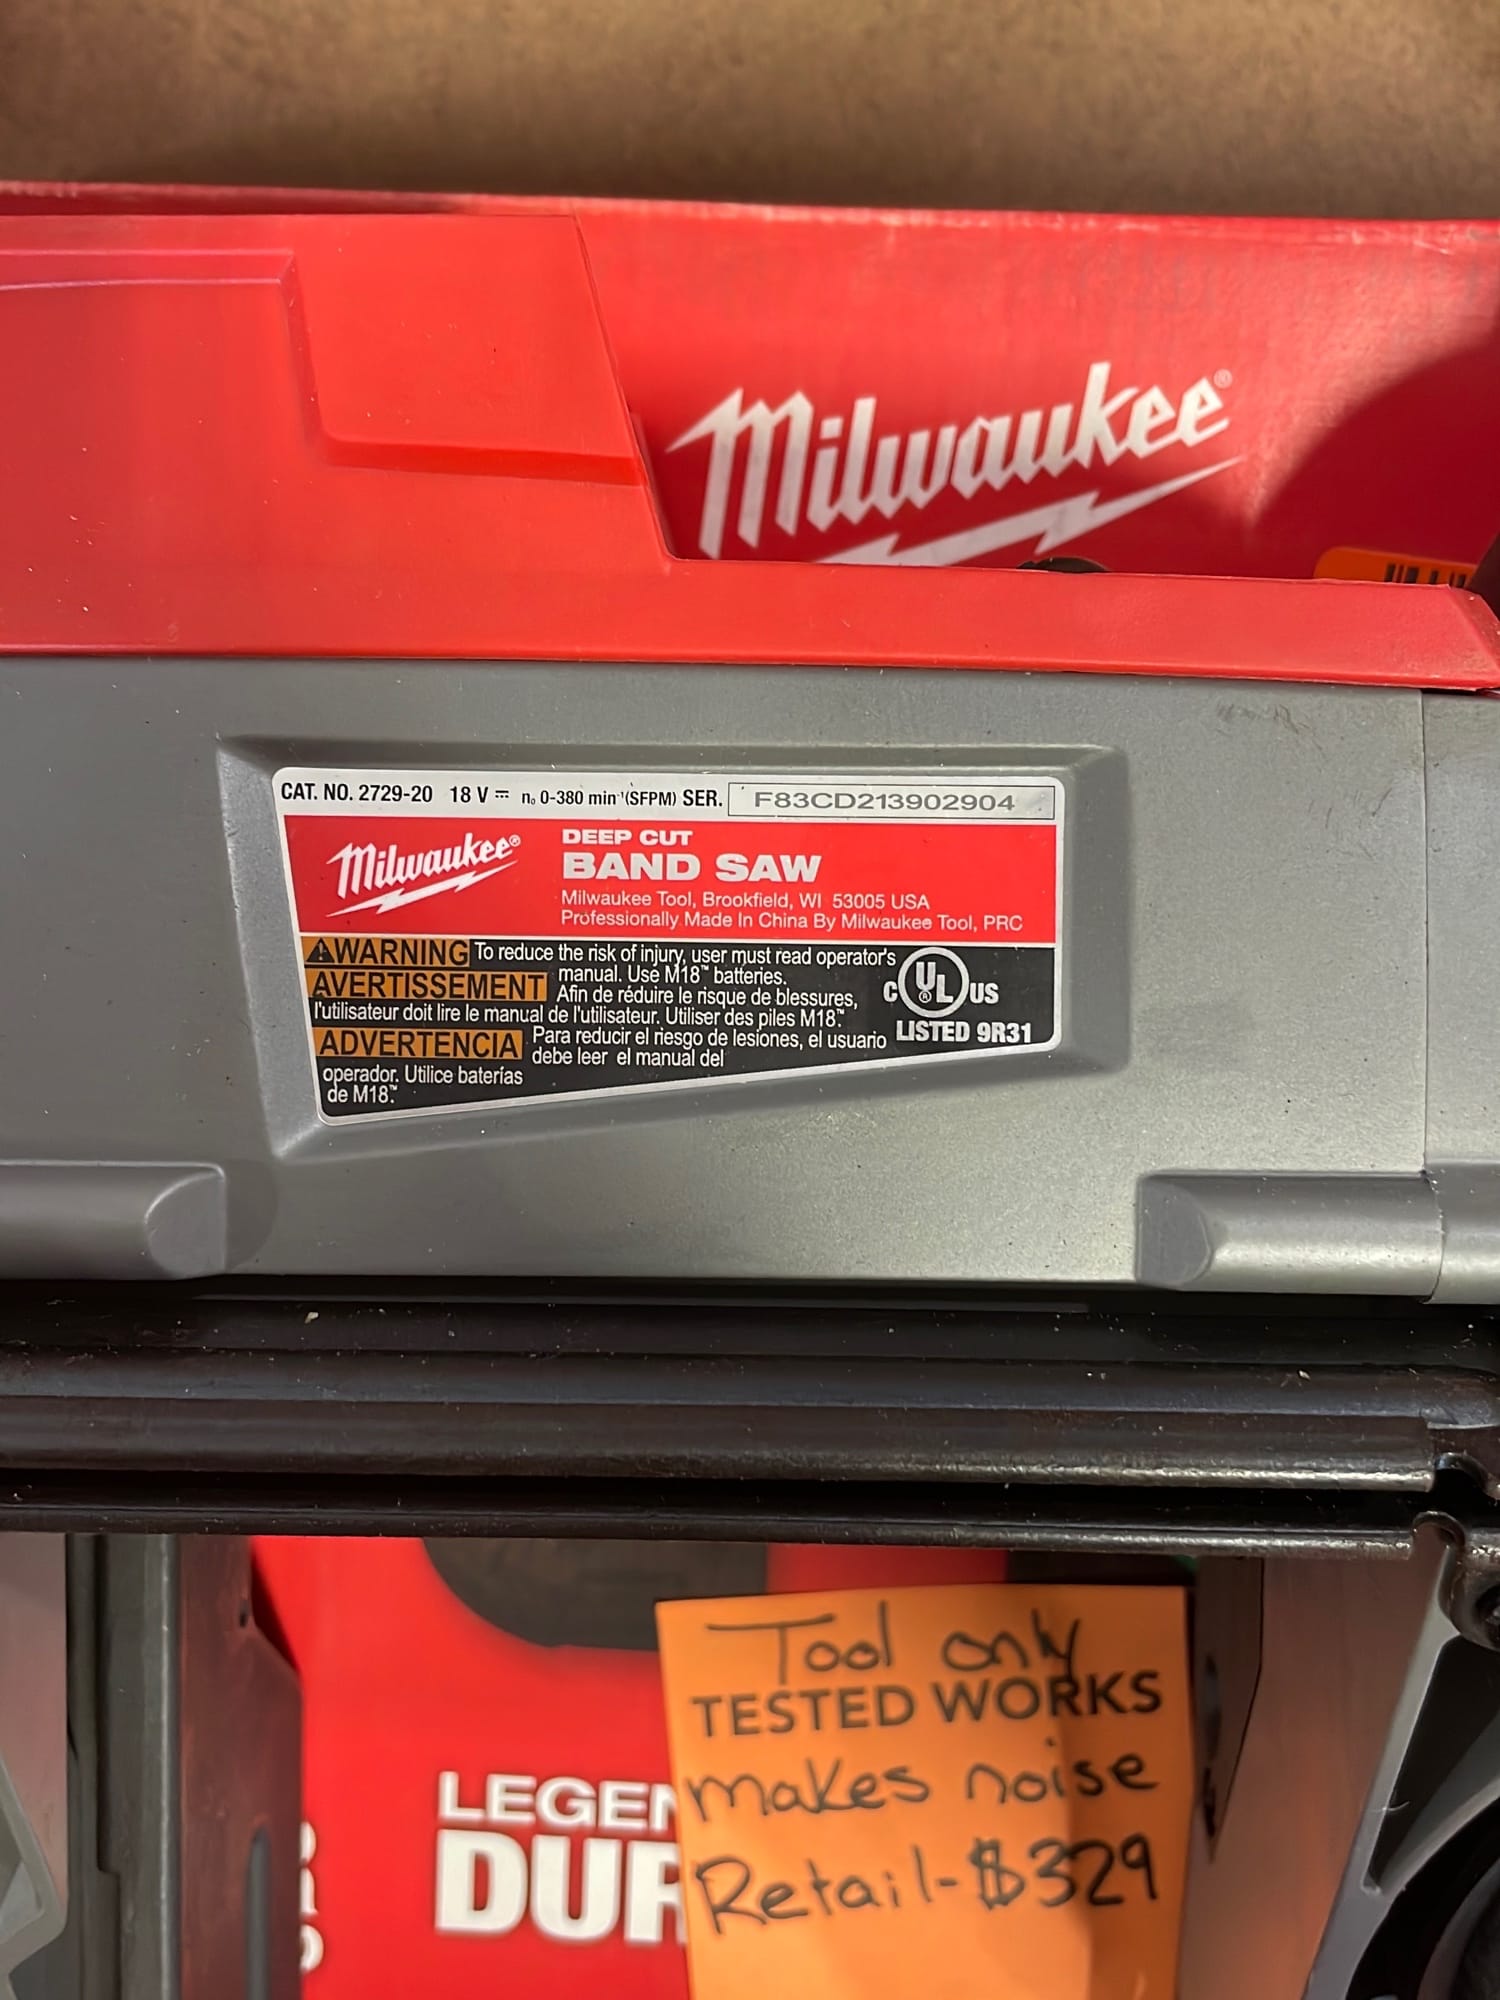 Milwaukee®
CAT. NO. 2729-20 18 V ⎓ n₀ 0-380 min⁻¹(SFPM) SER. F83CD213902904
Milwaukee®
DEEP CUT
BAND SAW
Milwaukee Tool, Brookfield, WI 53005 USA
Professionally Made In China By Milwaukee Tool, PRC
⚠WARNING To reduce the risk of injury, user must read operator's
manual. Use M18™ batteries.
AVERTISSEMENT Afin de réduire le risque de blessures,
l'utilisateur doit lire le manual de l'utilisateur. Utiliser des piles M18™.
ADVERTENCIA Para reducir el riesgo de lesiones, el usuario
debe leer el manual del
operador. Utilice baterías
de M18™.
C UL® US
LISTED 9R31
Tool only
TESTED WORKS
makes noise
Retail-$329
LEGEN
DUR